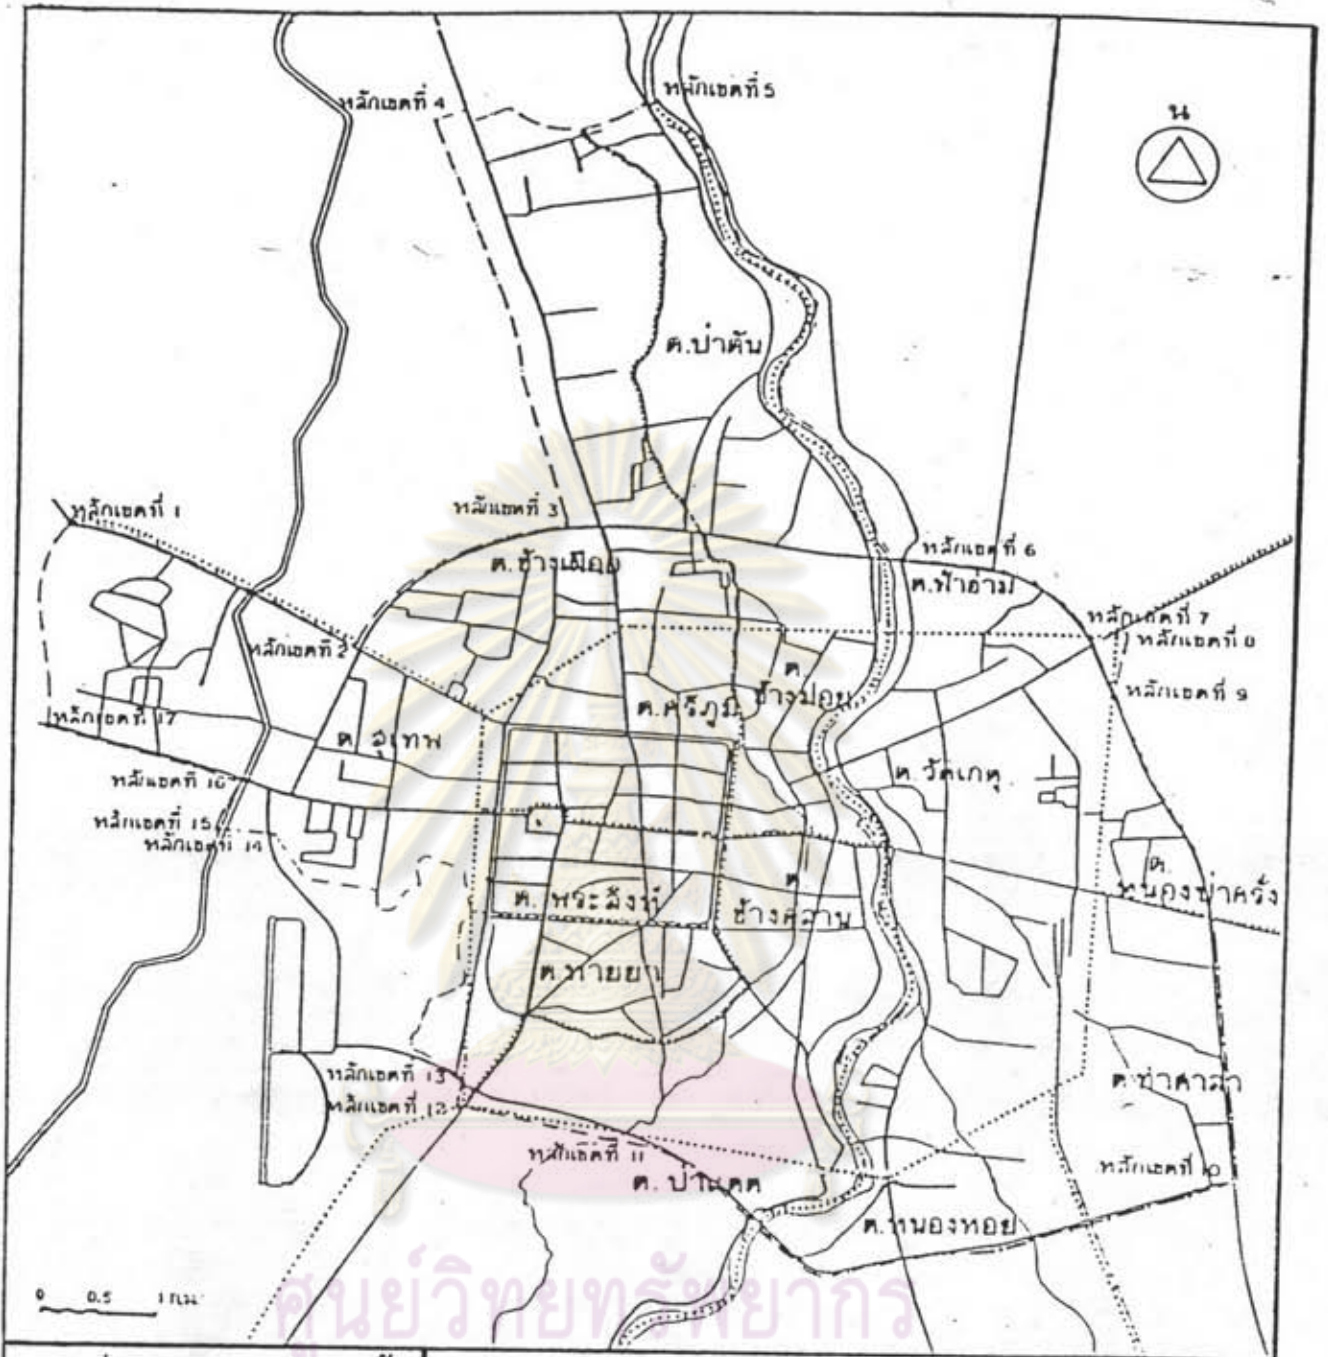 หลักเขตที่ 4
หลักเขตที่ 5
น
ต.ป่าตัน
หลักเขตที่ 1
หลักเขตที่ 3
หลักเขตที่ 6
ต.ช้างเผือก
ต.ฟ้าฮ่าม
หลักเขตที่ 7
หลักเขตที่ 8
หลักเขตที่ 2
ต.
ช้างม่อย
หลักเขตที่ 9
ต.ศรีภูมิ
หลักเขตที่ 17
ต.สุเทพ
หลักเขตที่ 16
ต.วัดเกตุ
หลักเขตที่ 15
หลักเขตที่ 14
ต.
หนองป่าครั่ง
ต.พระสิงห์
ต.
ช้างคลาน
ต.หายยา
หลักเขตที่ 13
ต.ท่าศาลา
หลักเขตที่ 12
หลักเขตที่ 11
หลักเขตที่ 10
ต.ป่าแดด
ต.หนองหอย
0 0.5 1 กม.
ศูนย์วิทยทรัพยากร